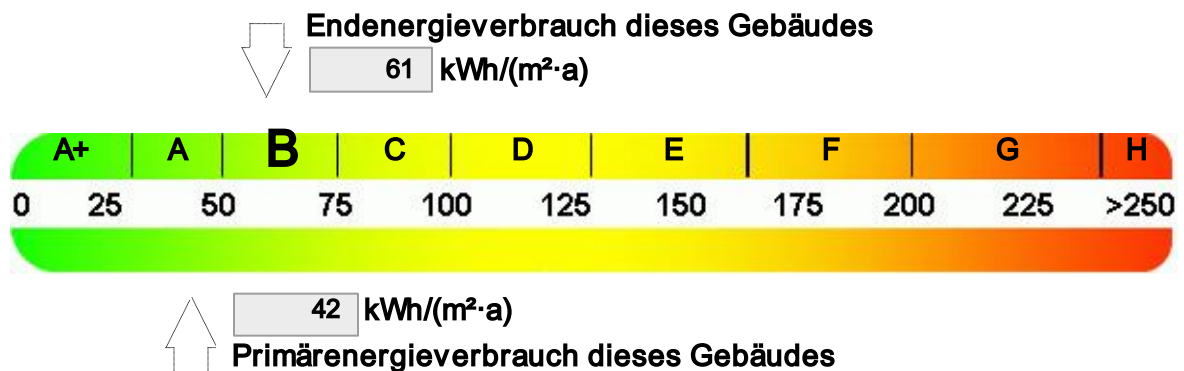 Endenergieverbrauch dieses Gebäudes
61 kWh/(m²·a)
A+ A B C D E F G H
0 25 50 75 100 125 150 175 200 225 >250
42 kWh/(m²·a)
Primärenergieverbrauch dieses Gebäudes